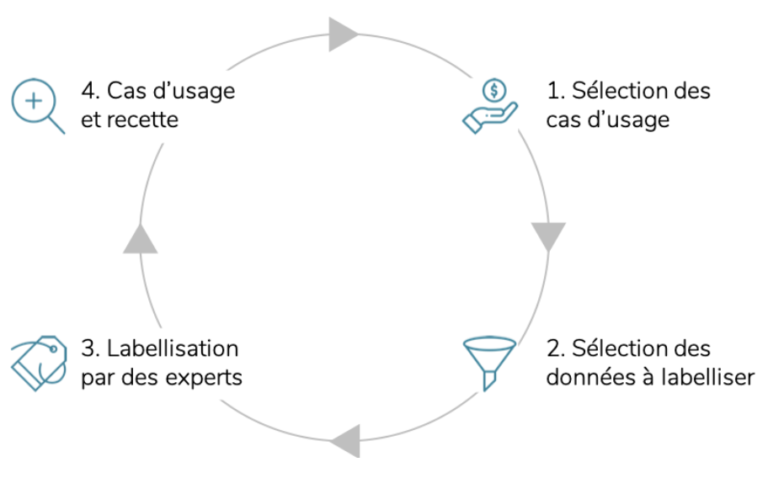 4. Cas d’usage
et recette
1. Sélection des
cas d’usage
3. Labellisation
par des experts
2. Sélection des
données à labelliser